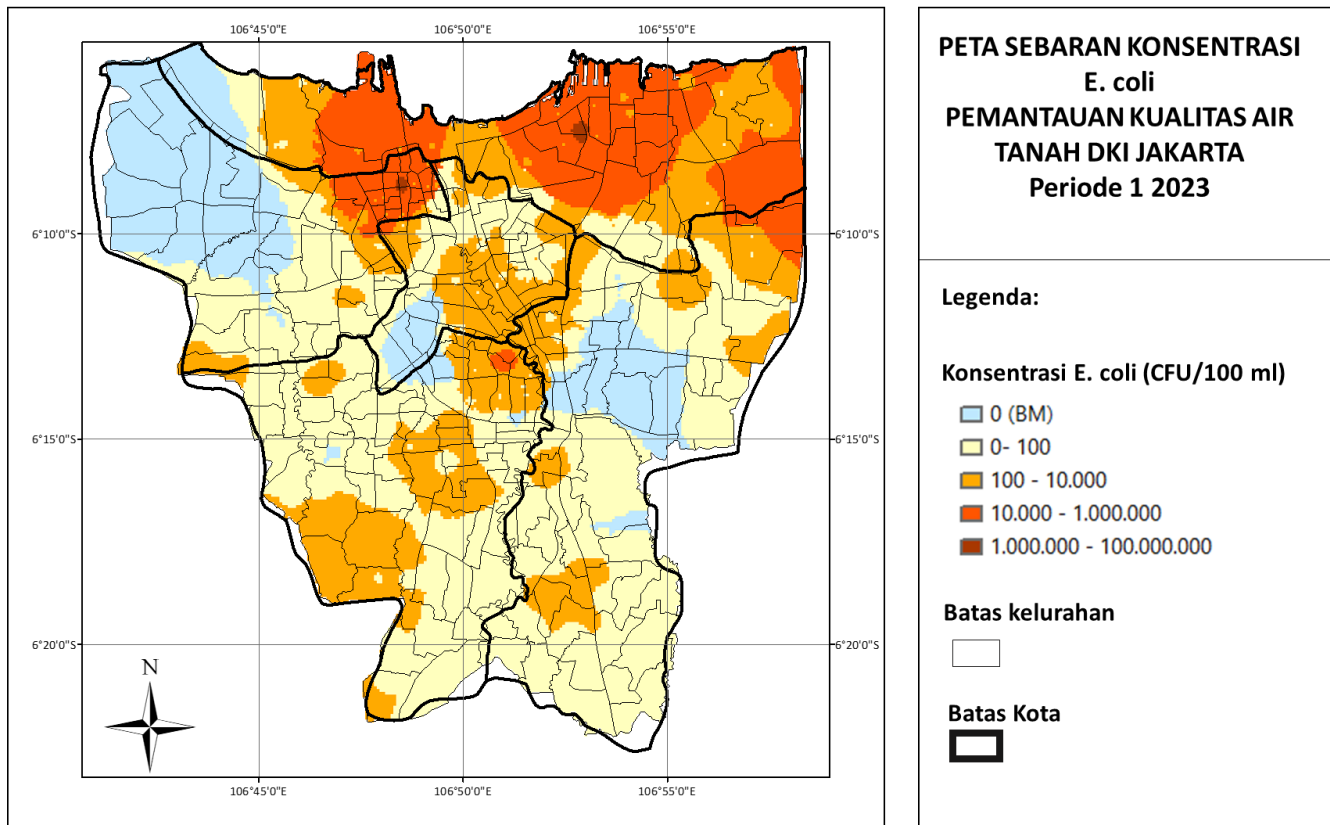 PETA SEBARAN KONSENTRASI
E. coli
PEMANTAUAN KUALITAS AIR
TANAH DKI JAKARTA
Periode 1 2023
106°45'0"E 106°50'0"E 106°55'0"E
6°10'0"S 6°10'0"S
6°15'0"S 6°15'0"S
6°20'0"S 6°20'0"S
N
106°45'0"E 106°50'0"E 106°55'0"E
Legenda:
Konsentrasi E. coli (CFU/100 ml)
0 (BM)
0- 100
100 - 10.000
10.000 - 1.000.000
1.000.000 - 100.000.000
Batas kelurahan
Batas Kota